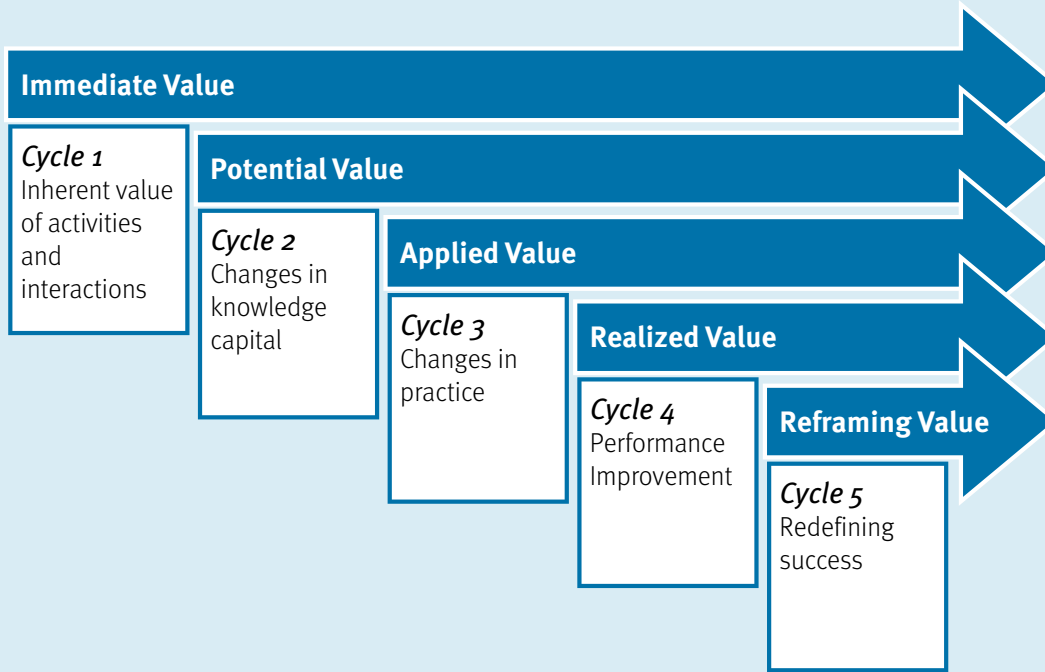 Immediate Value
Cycle 1
Inherent value
of activities
and
interactions
Potential Value
Cycle 2
Changes in
knowledge
capital
Applied Value
Cycle 3
Changes in
practice
Realized Value
Cycle 4
Performance
Improvement
Reframing Value
Cycle 5
Redefining
success